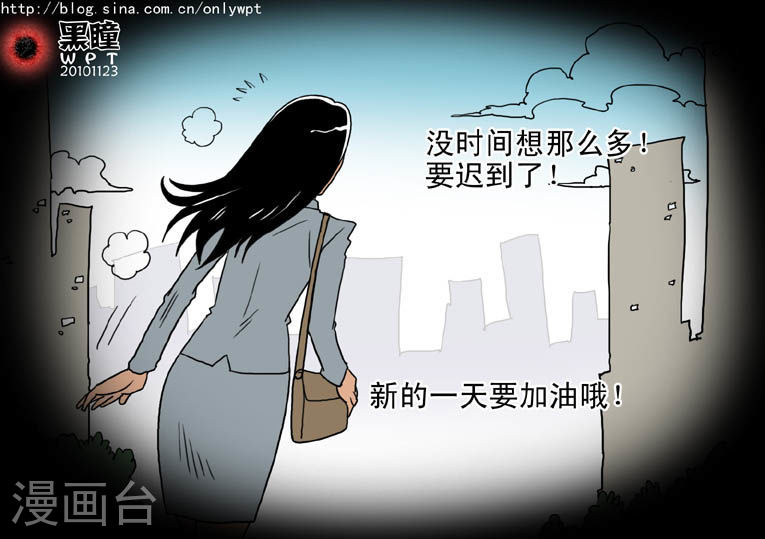 http://blog.sina.com.cn/onlywpt
黑瞳
WPT
20101123
没时间想那么多！
要迟到了！
新的一天要加油哦！
漫画台